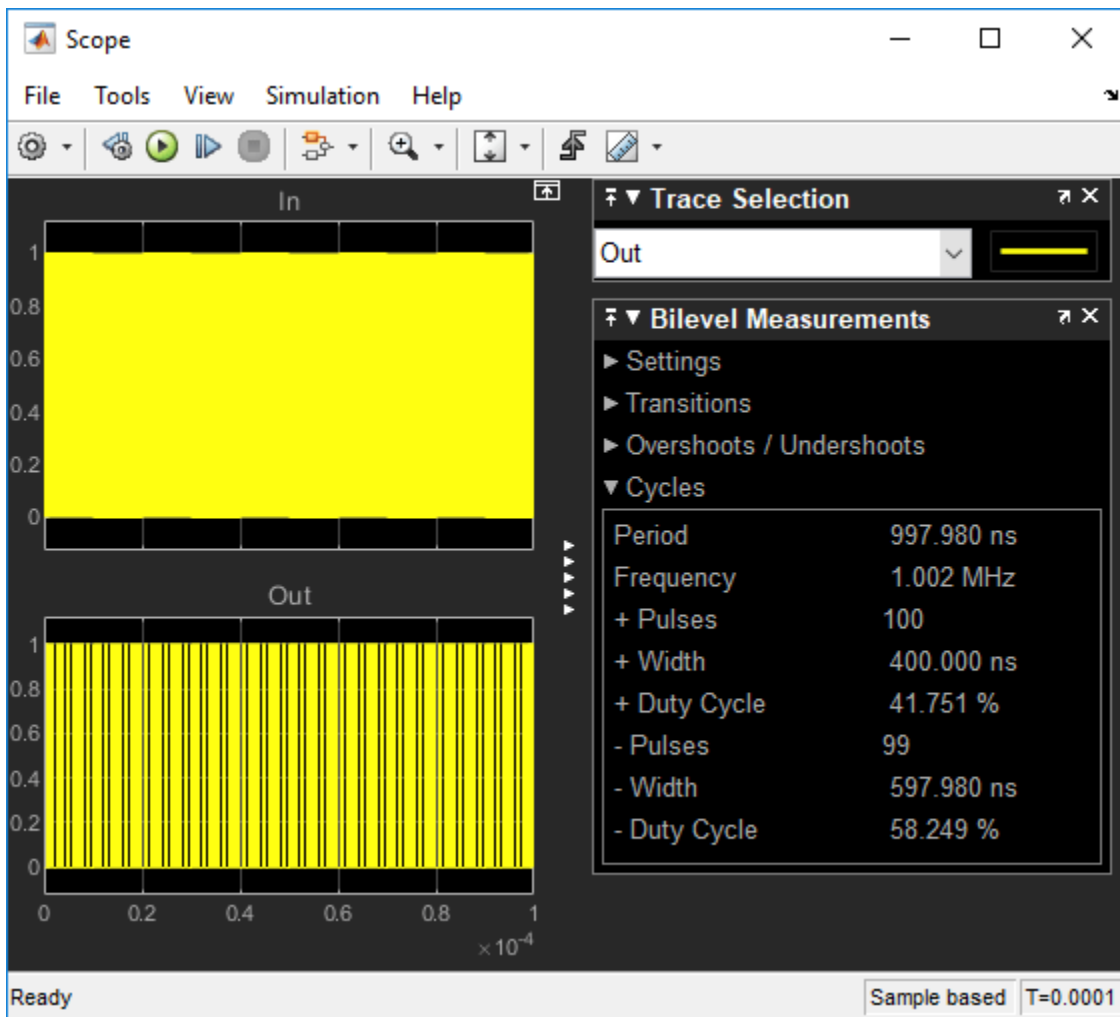 Scope
File Tools View Simulation Help
In
1
0.8
0.6
0.4
0.2
0
Out
1
0.8
0.6
0.4
0.2
0
0 0.2 0.4 0.6 0.8 1
×10⁻⁴
Trace Selection
Out
Bilevel Measurements
Settings
Transitions
Overshoots / Undershoots
Cycles
Period 997.980 ns
Frequency 1.002 MHz
+ Pulses 100
+ Width 400.000 ns
+ Duty Cycle 41.751 %
- Pulses 99
- Width 597.980 ns
- Duty Cycle 58.249 %
Ready Sample based T=0.0001